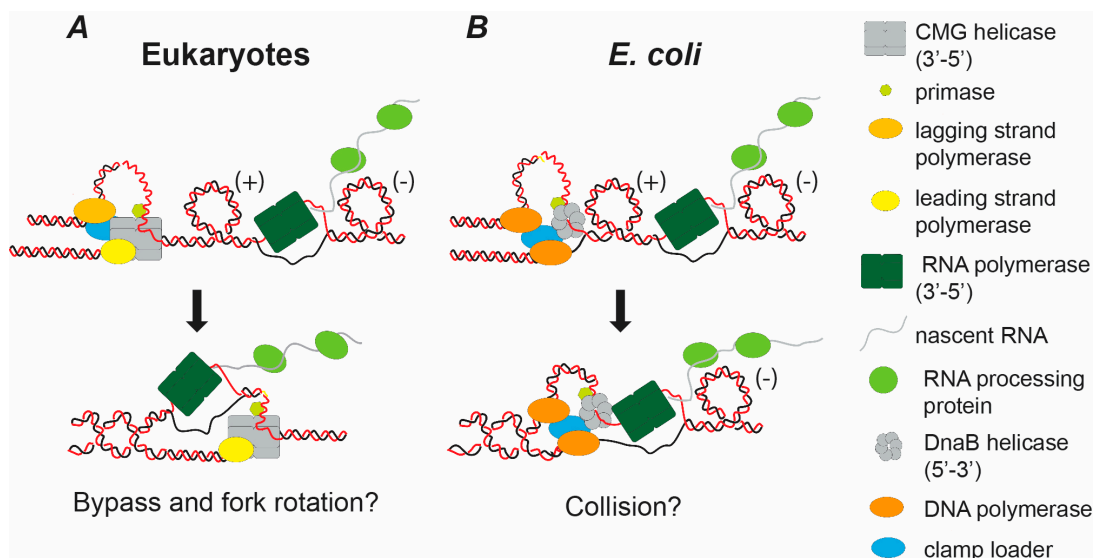 A
Eukaryotes
(+)
(-)
Bypass and fork rotation?
B
E. coli
(+)
(-)
(-)
Collision?
CMG helicase
(3’-5’)
primase
lagging strand
polymerase
leading strand
polymerase
RNA polymerase
(3’-5’)
nascent RNA
RNA processing
protein
DnaB helicase
(5’-3’)
DNA polymerase
clamp loader